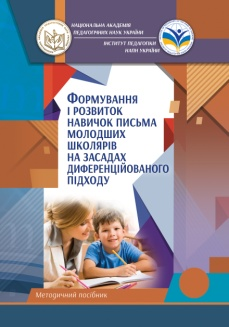 НАЦІОНАЛЬНА АКАДЕМІЯ
ПЕДАГОГІЧНИХ НАУК УКРАЇНИ
ІНСТИТУТ ПЕДАГОГІКИ
НАПН УКРАЇНИ
ФОРМУВАННЯ
І РОЗВИТОК
НАВИЧОК ПИСЬМА
МОЛОДШИХ
ШКОЛЯРІВ
НА ЗАСАДАХ
ДИФЕРЕНЦІЙОВАНОГО
ПІДХОДУ
Методичний посібник